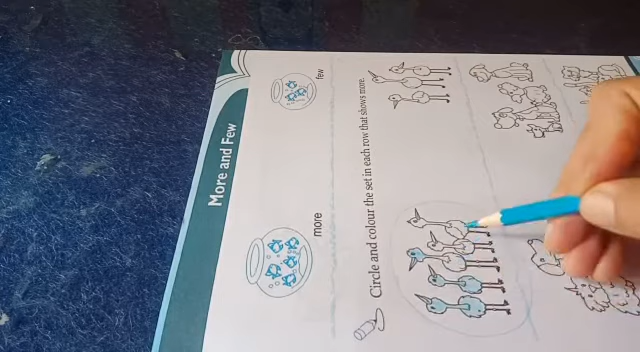 More and Few
more
few
Circle and colour the set in each row that shows more.